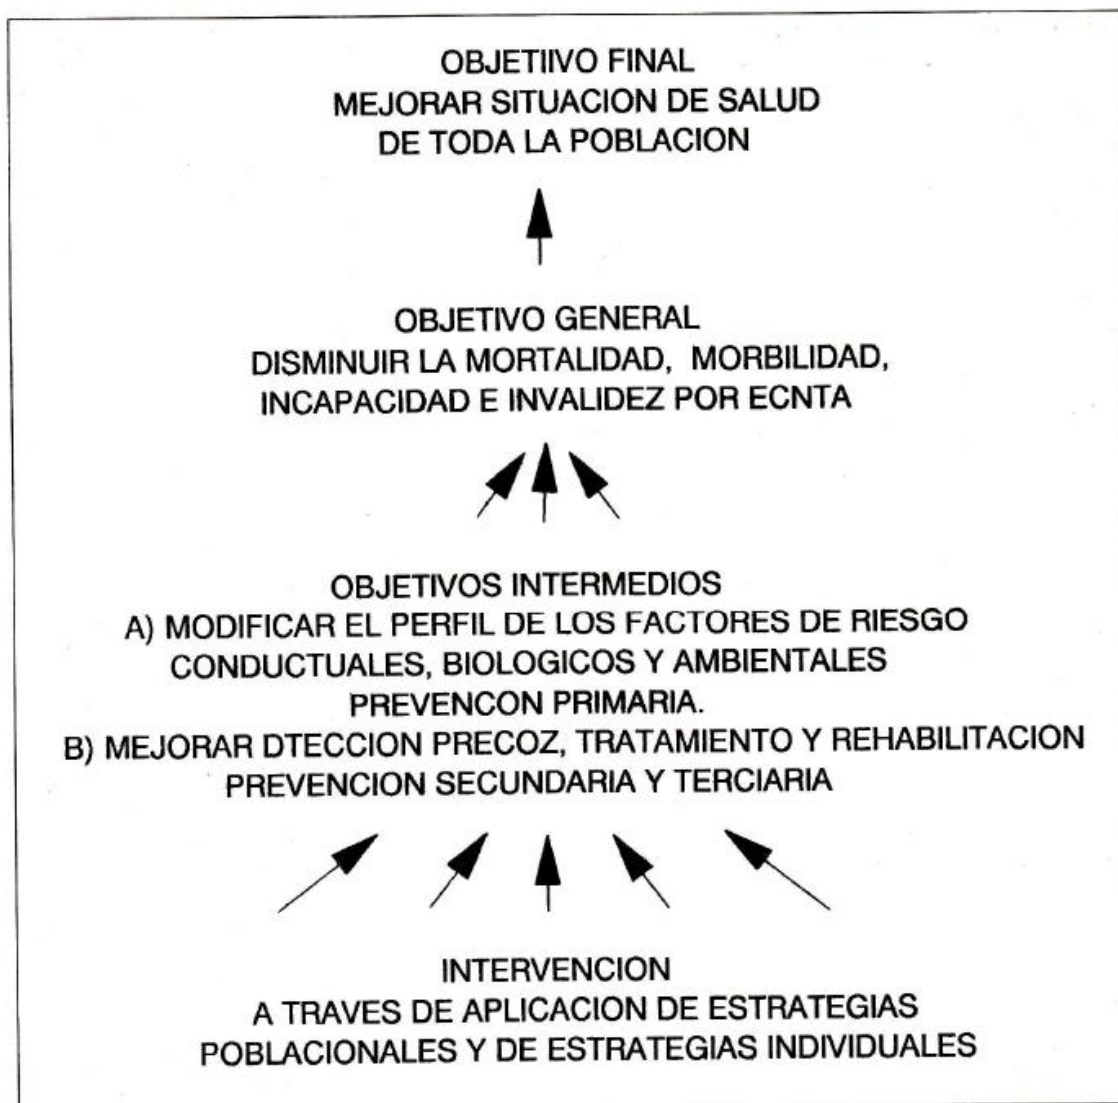 OBJETIIVO FINAL
MEJORAR SITUACION DE SALUD
DE TODA LA POBLACION
OBJETIVO GENERAL
DISMINUIR LA MORTALIDAD, MORBILIDAD,
INCAPACIDAD E INVALIDEZ POR ECNTA
OBJETIVOS INTERMEDIOS
A) MODIFICAR EL PERFIL DE LOS FACTORES DE RIESGO
CONDUCTUALES, BIOLOGICOS Y AMBIENTALES
PREVENCON PRIMARIA.
B) MEJORAR DTECCION PRECOZ, TRATAMIENTO Y REHABILITACION
PREVENCION SECUNDARIA Y TERCIARIA
INTERVENCION
A TRAVES DE APLICACION DE ESTRATEGIAS
POBLACIONALES Y DE ESTRATEGIAS INDIVIDUALES